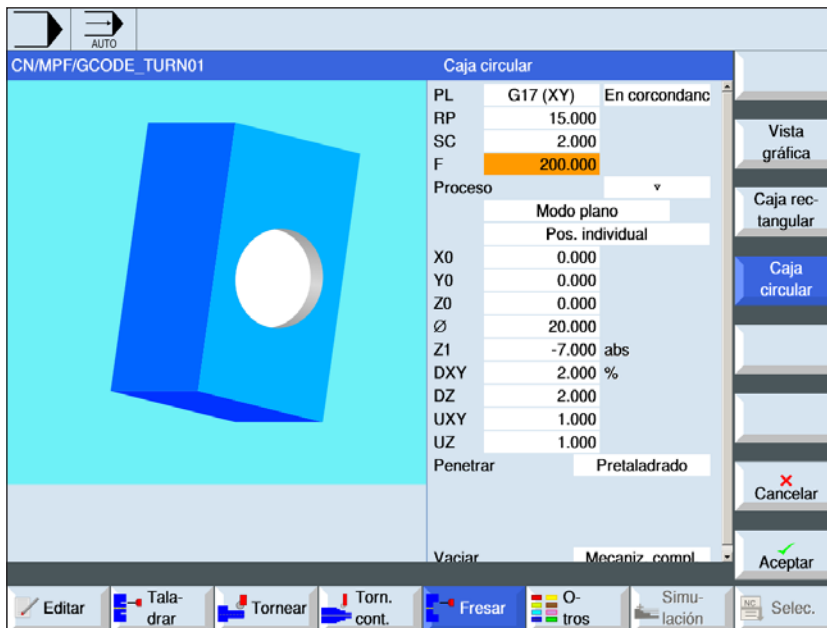 AUTO
CN/MPF/GCODE_TURN01
Caja circular
PL G17 (XY) En corcondanc
RP 15.000
SC 2.000
F 200.000
Proceso ▿
Modo plano
Pos. individual
X0 0.000
Y0 0.000
Z0 0.000
Ø 20.000
Z1 -7.000 abs
DXY 2.000 %
DZ 2.000
UXY 1.000
UZ 1.000
Penetrar Pretaladrado
Vaciar Mecaniz. compl.
Vista
gráfica
Caja rec-
tangular
Caja
circular
Cancelar
Aceptar
Editar
Tala-
drar
Tornear
Torn.
cont.
Fresar
O-
tros
Simu-
lación
NC
Selec.